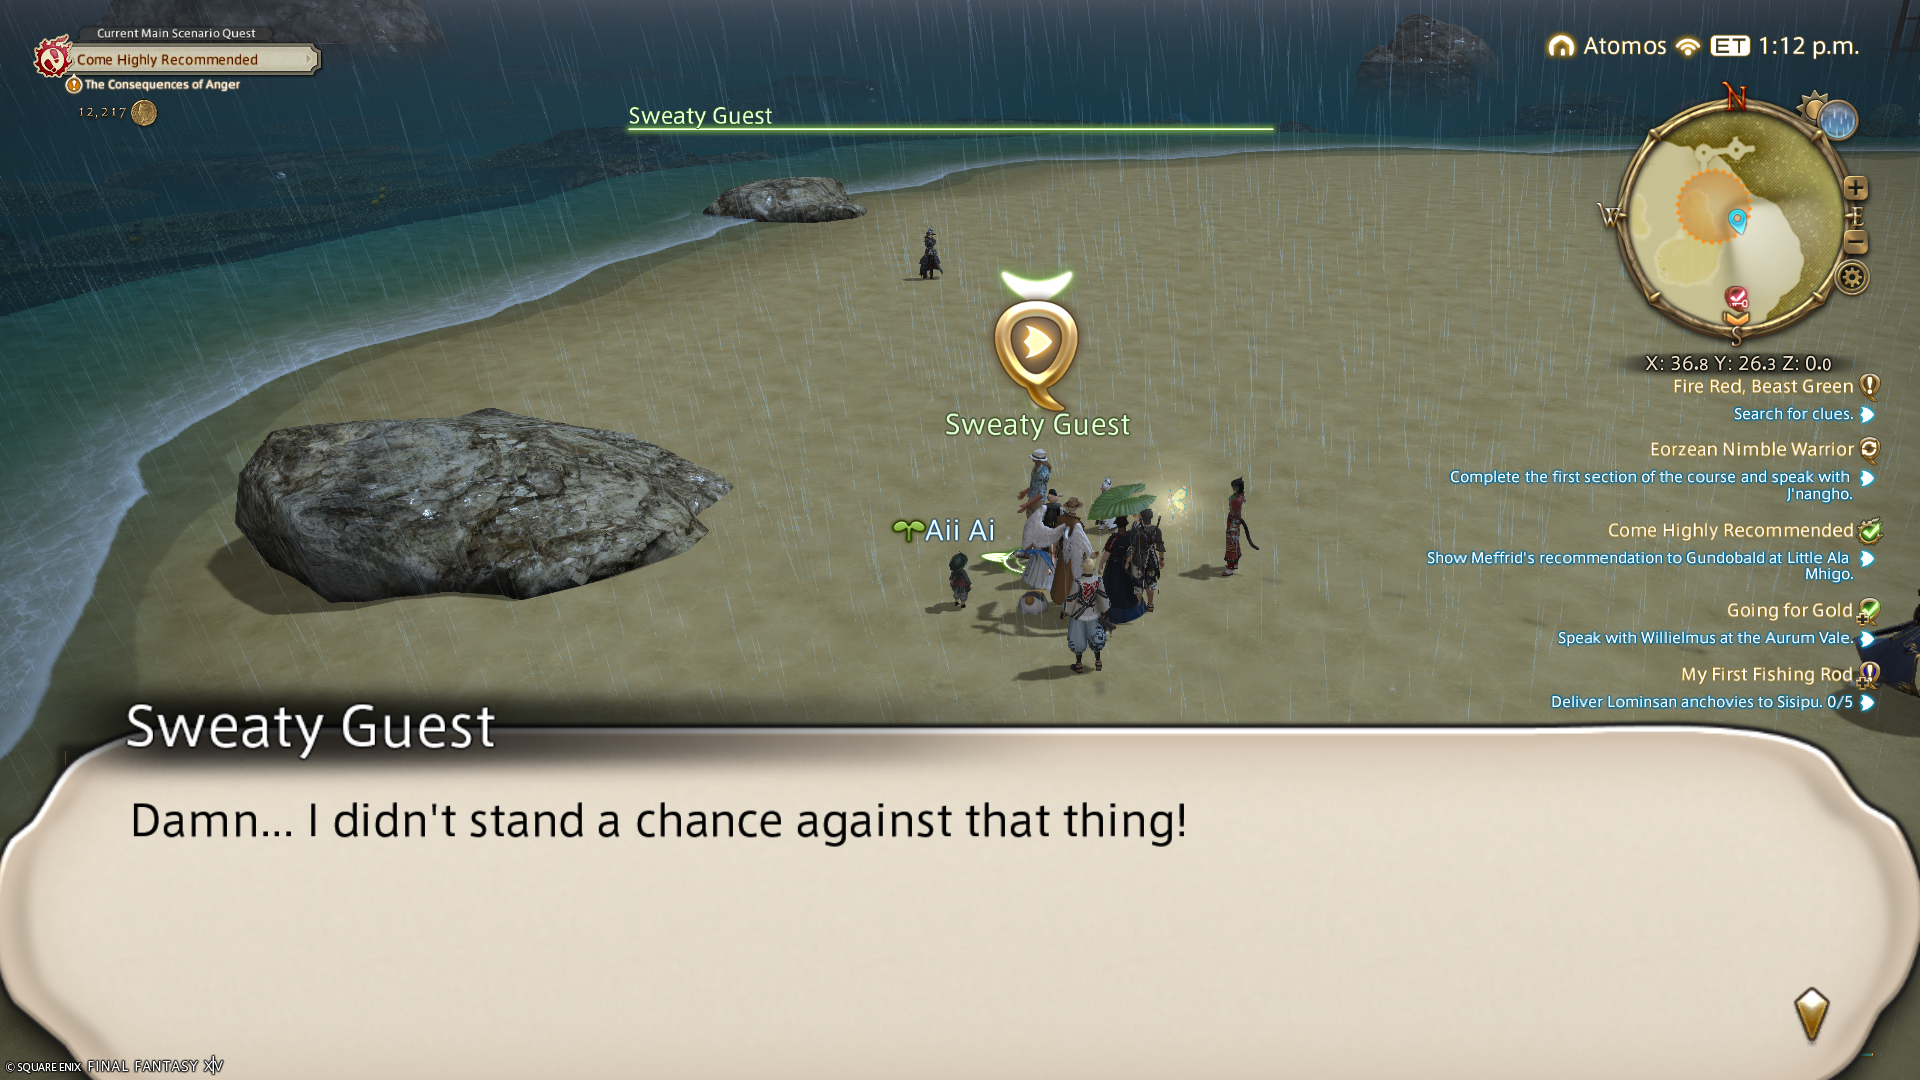 Current Main Scenario Quest
Come Highly Recommended
The Consequences of Anger
12,217
Sweaty Guest
Atomos ET 1:12 p.m.
N
W
E
S
X: 36.8 Y: 26.3 Z: 0.0
Fire Red, Beast Green
Search for clues.
Eorzean Nimble Warrior
Complete the first section of the course and speak with
J'nangho.
Come Highly Recommended
Show Meffrid's recommendation to Gundobald at Little Ala
Mhigo.
Going for Gold
Speak with Willielmus at the Aurum Vale.
My First Fishing Rod
Deliver Lominsan anchovies to Sisipu. 0/5
Sweaty Guest
Aii Ai
Sweaty Guest
Damn... I didn't stand a chance against that thing!
© SQUARE ENIX FINAL FANTASY XIV